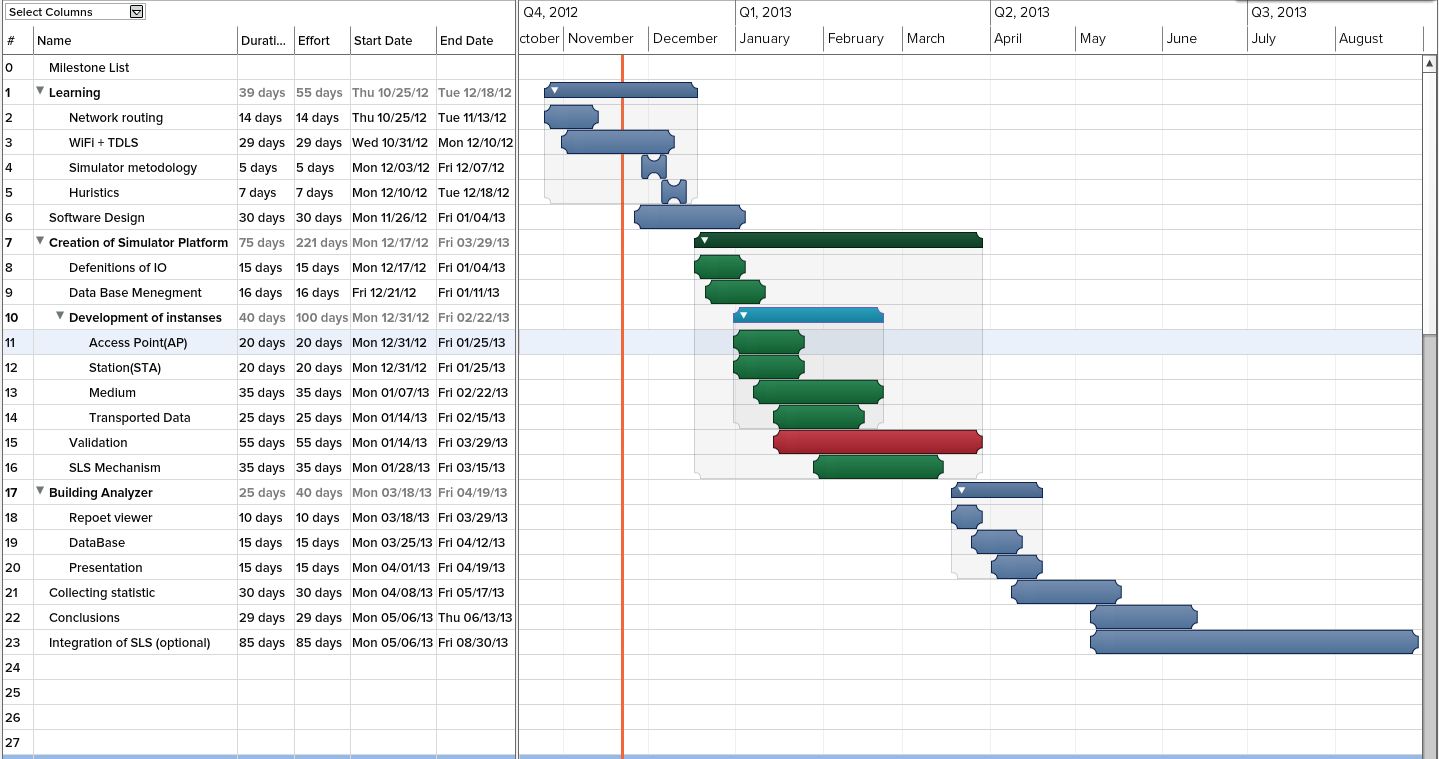 Select Columns
Q4, 2012 Q1, 2013 Q2, 2013 Q3, 2013
# Name Durati... Effort Start Date End Date ctober November December January February March April May June July August
0 Milestone List
1 Learning 39 days 55 days Thu 10/25/12 Tue 12/18/12
2 Network routing 14 days 14 days Thu 10/25/12 Tue 11/13/12
3 WiFi + TDLS 29 days 29 days Wed 10/31/12 Mon 12/10/12
4 Simulator metodology 5 days 5 days Mon 12/03/12 Fri 12/07/12
5 Huristics 7 days 7 days Mon 12/10/12 Tue 12/18/12
6 Software Design 30 days 30 days Mon 11/26/12 Fri 01/04/13
7 Creation of Simulator Platform 75 days 221 days Mon 12/17/12 Fri 03/29/13
8 Defenitions of IO 15 days 15 days Mon 12/17/12 Fri 01/04/13
9 Data Base Menegment 16 days 16 days Fri 12/21/12 Fri 01/11/13
10 Development of instanses 40 days 100 days Mon 12/31/12 Fri 02/22/13
11 Access Point(AP) 20 days 20 days Mon 12/31/12 Fri 01/25/13
12 Station(STA) 20 days 20 days Mon 12/31/12 Fri 01/25/13
13 Medium 35 days 35 days Mon 01/07/13 Fri 02/22/13
14 Transported Data 25 days 25 days Mon 01/14/13 Fri 02/15/13
15 Validation 55 days 55 days Mon 01/14/13 Fri 03/29/13
16 SLS Mechanism 35 days 35 days Mon 01/28/13 Fri 03/15/13
17 Building Analyzer 25 days 40 days Mon 03/18/13 Fri 04/19/13
18 Repoet viewer 10 days 10 days Mon 03/18/13 Fri 03/29/13
19 DataBase 15 days 15 days Mon 03/25/13 Fri 04/12/13
20 Presentation 15 days 15 days Mon 04/01/13 Fri 04/19/13
21 Collecting statistic 30 days 30 days Mon 04/08/13 Fri 05/17/13
22 Conclusions 29 days 29 days Mon 05/06/13 Thu 06/13/13
23 Integration of SLS (optional) 85 days 85 days Mon 05/06/13 Fri 08/30/13
24
25
26
27